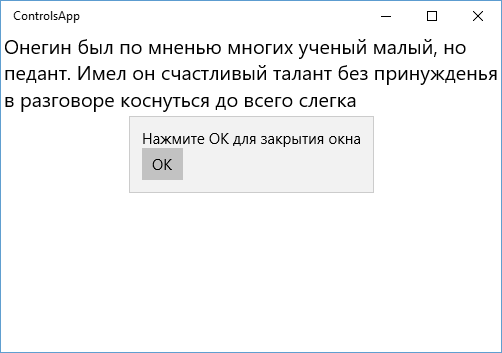 ControlsApp
Онегин был по мненью многих ученый малый, но
педант. Имел он счастливый талант без принужденья
в разговоре коснуться до всего слегка
Нажмите ОК для закрытия окна
ОК